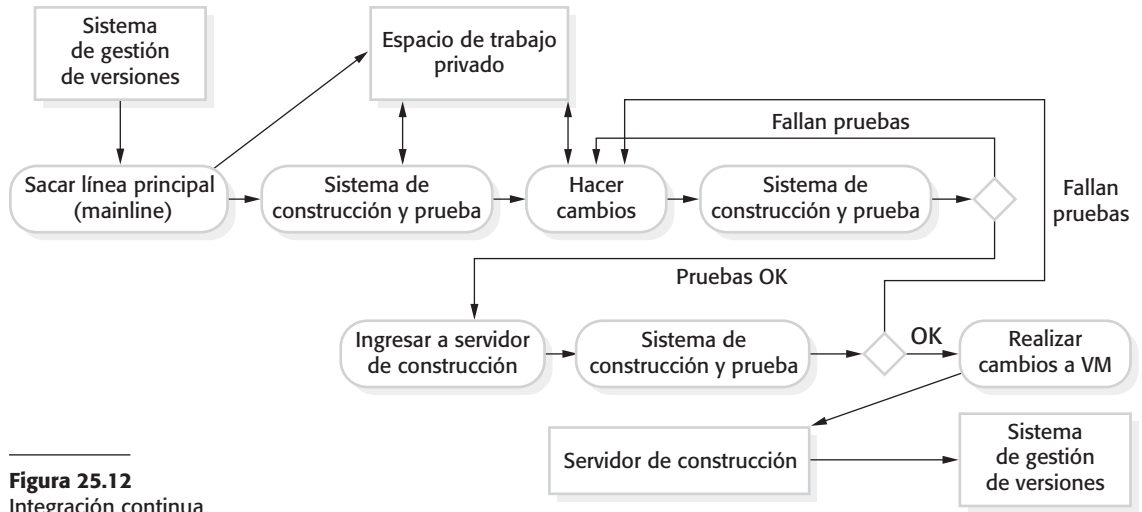 Sistema
de gestión
de versiones
Espacio de trabajo
privado
Fallan pruebas
Sacar línea principal
(mainline)
Sistema de
construcción y prueba
Hacer
cambios
Sistema de
construcción y prueba
Fallan
pruebas
Pruebas OK
Ingresar a servidor
de construcción
Sistema de
construcción y prueba
OK
Realizar
cambios a VM
Servidor de construcción
Sistema
de gestión
de versiones
Figura 25.12
Integración continua